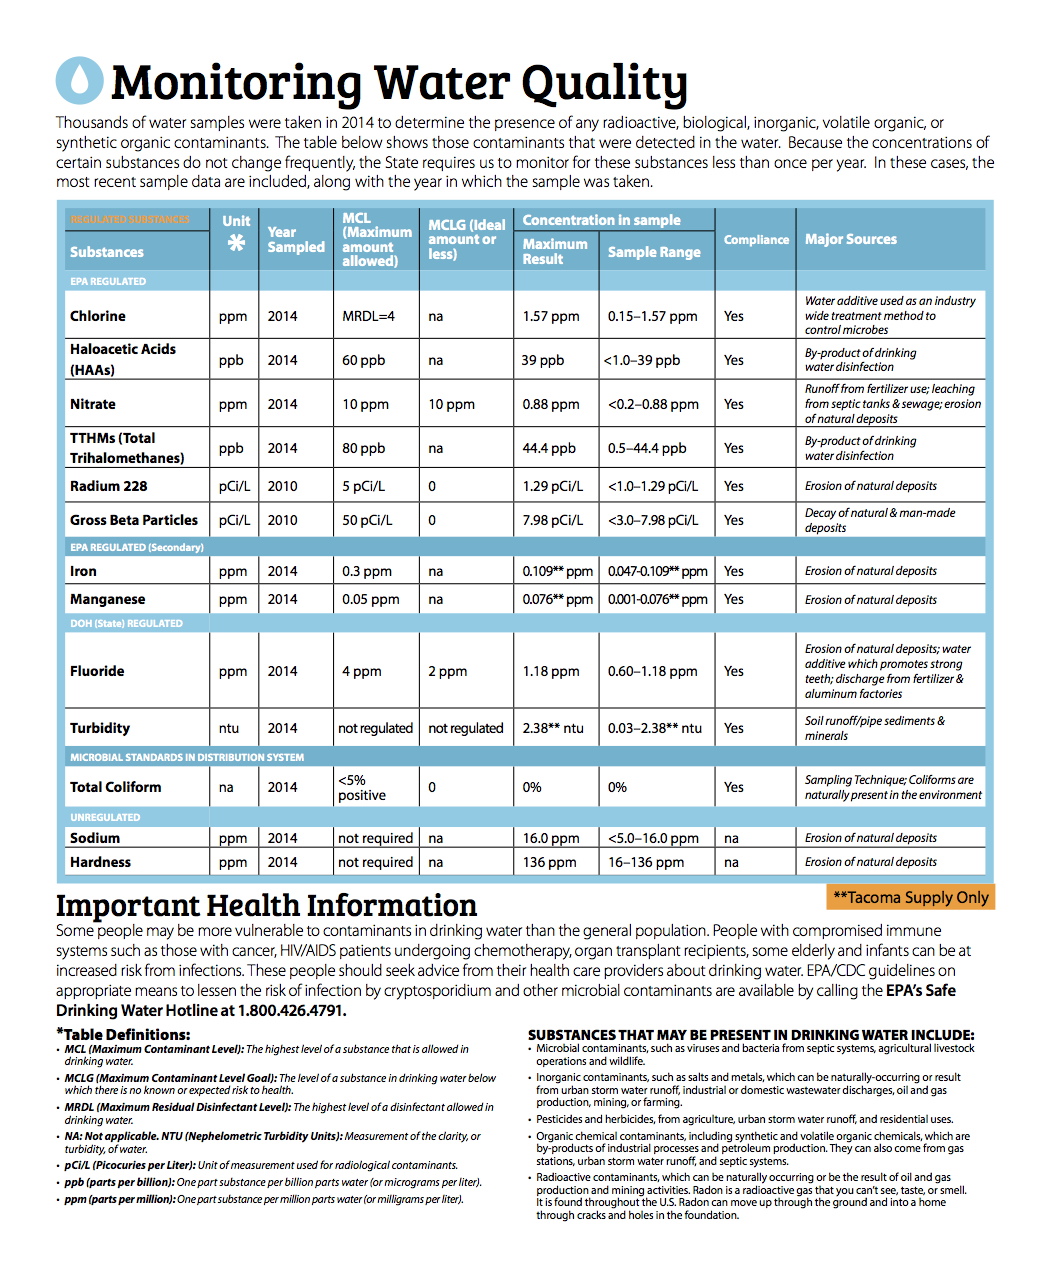 Monitoring Water Quality
Thousands of water samples were taken in 2014 to determine the presence of any radioactive, biological, inorganic, volatile organic, or
synthetic organic contaminants. The table below shows those contaminants that were detected in the water. Because the concentrations of
certain substances do not change frequently, the State requires us to monitor for these substances less than once per year. In these cases, the
most recent sample data are included, along with the year in which the sample was taken.
REGULATED SUBSTANCES
Substances
Unit
*
Year
Sampled
MCL
(Maximum
amount
allowed)
MCLG (Ideal
amount or
less)
Concentration in sample
Maximum
Result
Sample Range
Compliance
Major Sources
EPA REGULATED
Chlorine ppm 2014 MRDL=4 na 1.57 ppm 0.15–1.57 ppm Yes
Water additive used as an industry
wide treatment method to
control microbes
Haloacetic Acids
(HAAs)
ppb 2014 60 ppb na 39 ppb <1.0–39 ppb Yes
By-product of drinking
water disinfection
Nitrate ppm 2014 10 ppm 10 ppm 0.88 ppm <0.2–0.88 ppm Yes
Runoff from fertilizer use; leaching
from septic tanks & sewage; erosion
of natural deposits
TTHMs (Total
Trihalomethanes)
ppb 2014 80 ppb na 44.4 ppb 0.5–44.4 ppb Yes
By-product of drinking
water disinfection
Radium 228 pCi/L 2010 5 pCi/L 0 1.29 pCi/L <1.0–1.29 pCi/L Yes Erosion of natural deposits
Gross Beta Particles pCi/L 2010 50 pCi/L 0 7.98 pCi/L <3.0–7.98 pCi/L Yes
Decay of natural & man-made
deposits
EPA REGULATED (Secondary)
Iron ppm 2014 0.3 ppm na 0.109** ppm 0.047-0.109** ppm Yes Erosion of natural deposits
Manganese ppm 2014 0.05 ppm na 0.076** ppm 0.001-0.076** ppm Yes Erosion of natural deposits
DOH (State) REGULATED
Fluoride ppm 2014 4 ppm 2 ppm 1.18 ppm 0.60–1.18 ppm Yes
Erosion of natural deposits; water
additive which promotes strong
teeth; discharge from fertilizer &
aluminum factories
Turbidity ntu 2014 not regulated not regulated 2.38** ntu 0.03–2.38** ntu Yes
Soil runoff/pipe sediments &
minerals
MICROBIAL STANDARDS IN DISTRIBUTION SYSTEM
Total Coliform na 2014
<5%
positive
0 0% 0% Yes
Sampling Technique; Coliforms are
naturally present in the environment
UNREGULATED
Sodium ppm 2014 not required na 16.0 ppm <5.0–16.0 ppm na Erosion of natural deposits
Hardness ppm 2014 not required na 136 ppm 16–136 ppm na Erosion of natural deposits
**Tacoma Supply Only
Important Health Information
Some people may be more vulnerable to contaminants in drinking water than the general population. People with compromised immune
systems such as those with cancer, HIV/AIDS patients undergoing chemotherapy, organ transplant recipients, some elderly and infants can be at
increased risk from infections. These people should seek advice from their health care providers about drinking water. EPA/CDC guidelines on
appropriate means to lessen the risk of infection by cryptosporidium and other microbial contaminants are available by calling the EPA's Safe
Drinking Water Hotline at 1.800.426.4791.
*Table Definitions:
• MCL (Maximum Contaminant Level): The highest level of a substance that is allowed in
drinking water.
• MCLG (Maximum Contaminant Level Goal): The level of a substance in drinking water below
which there is no known or expected risk to health.
• MRDL (Maximum Residual Disinfectant Level): The highest level of a disinfectant allowed in
drinking water.
• NA: Not applicable. NTU (Nephelometric Turbidity Units): Measurement of the clarity, or
turbidity, of water.
• pCi/L (Picocuries per Liter): Unit of measurement used for radiological contaminants.
• ppb (parts per billion): One part substance per billion parts water (or micrograms per liter).
• ppm (parts per million): One part substance per million parts water (or milligrams per liter).
SUBSTANCES THAT MAY BE PRESENT IN DRINKING WATER INCLUDE:
• Microbial contaminants, such as viruses and bacteria from septic systems, agricultural livestock
operations and wildlife.
• Inorganic contaminants, such as salts and metals, which can be naturally-occurring or result
from urban storm water runoff, industrial or domestic wastewater discharges, oil and gas
production, mining, or farming.
• Pesticides and herbicides, from agriculture, urban storm water runoff, and residential uses.
• Organic chemical contaminants, including synthetic and volatile organic chemicals, which are
by-products of industrial processes and petroleum production. They can also come from gas
stations, urban storm water runoff, and septic systems.
• Radioactive contaminants, which can be naturally occurring or be the result of oil and gas
production and mining activities. Radon is a radioactive gas that you can't see, taste, or smell.
It is found throughout the U.S. Radon can move up through the ground and into a home
through cracks and holes in the foundation.